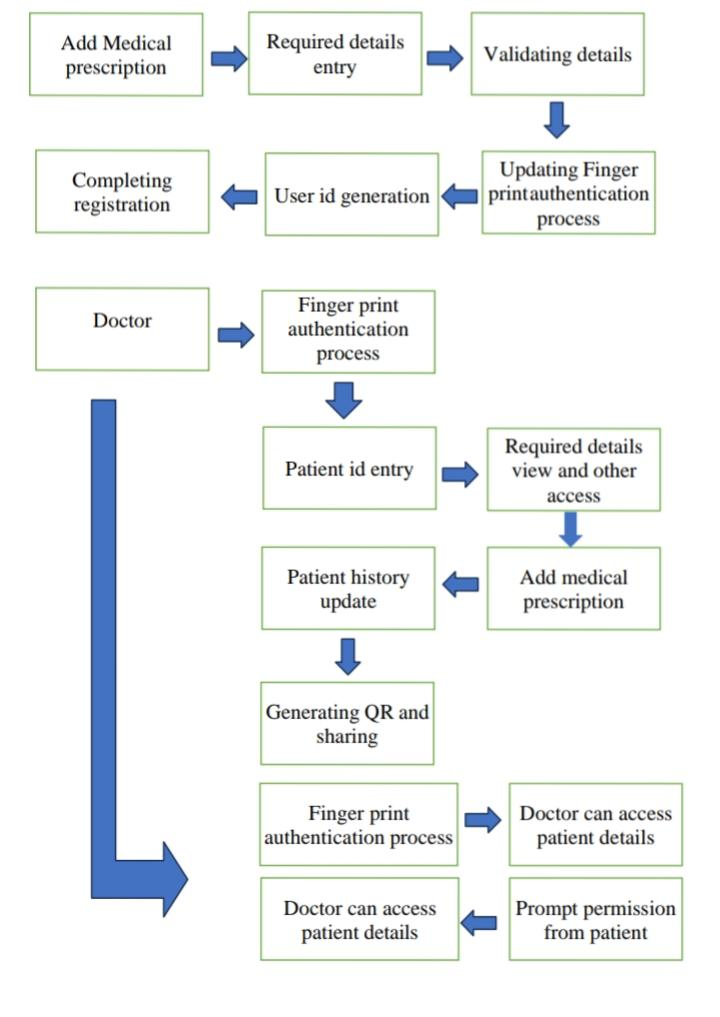 Add Medical
prescription
Required details
entry
Validating details
Completing
registration
User id generation
Updating Finger
printauthentication
process
Doctor
Finger print
authentication
process
Patient id entry
Required details
view and other
access
Patient history
update
Add medical
prescription
Generating QR and
sharing
Finger print
authentication process
Doctor can access
patient details
Doctor can access
patient details
Prompt permission
from patient